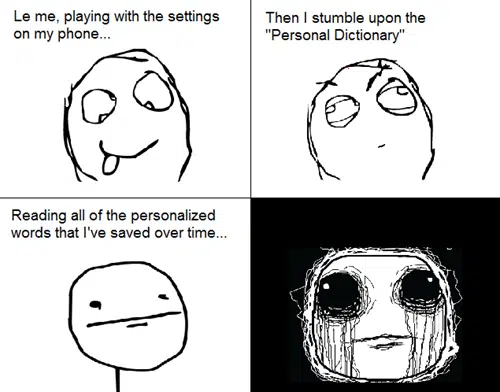 Le me, playing with the settings
on my phone...
Then I stumble upon the
"Personal Dictionary"
Reading all of the personalized
words that I've saved over time...